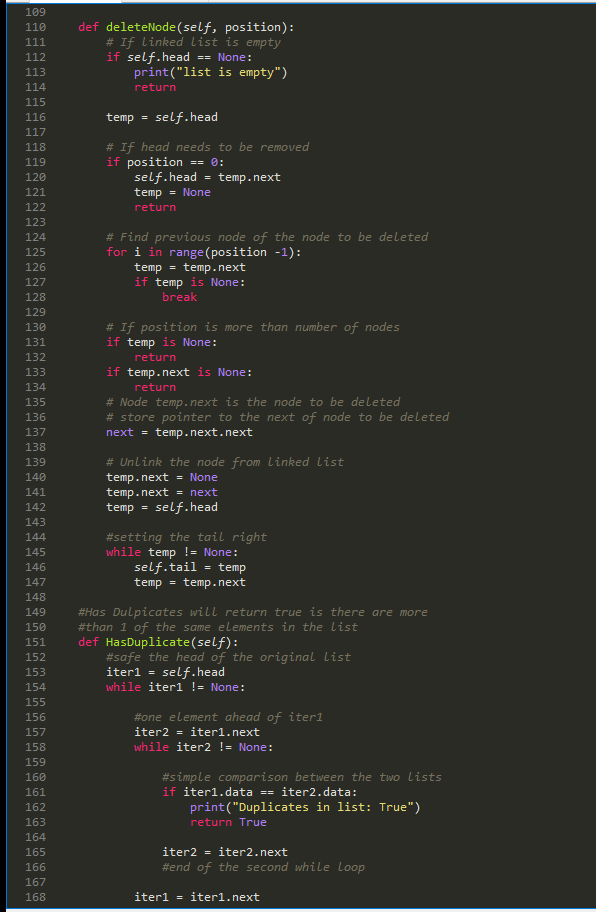 109
110 def deleteNode(self, position):
111 # If linked list is empty
112 if self.head == None:
113 print("list is empty")
114 return
115
116 temp = self.head
117
118 # If head needs to be removed
119 if position == 0:
120 self.head = temp.next
121 temp = None
122 return
123
124 # Find previous node of the node to be deleted
125 for i in range(position -1):
126 temp = temp.next
127 if temp is None:
128 break
129
130 # If position is more than number of nodes
131 if temp is None:
132 return
133 if temp.next is None:
134 return
135 # Node temp.next is the node to be deleted
136 # store pointer to the next of node to be deleted
137 next = temp.next.next
138
139 # Unlink the node from linked list
140 temp.next = None
141 temp.next = next
142 temp = self.head
143
144 #setting the tail right
145 while temp != None:
146 self.tail = temp
147 temp = temp.next
148
149 #Has Dulpicates will return true is there are more
150 #than 1 of the same elements in the list
151 def HasDuplicate(self):
152 #safe the head of the original list
153 iter1 = self.head
154 while iter1 != None:
155
156 #one element ahead of iter1
157 iter2 = iter1.next
158 while iter2 != None:
159
160 #simple comparison between the two lists
161 if iter1.data == iter2.data:
162 print("Duplicates in list: True")
163 return True
164
165 iter2 = iter2.next
166 #end of the second while loop
167
168 iter1 = iter1.next